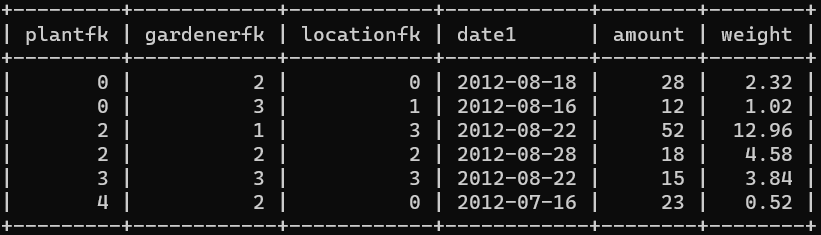 +---------+------------+------------+------------+--------+--------+
| plantfk | gardenerfk | locationfk | date1      | amount | weight |
+---------+------------+------------+------------+--------+--------+
|       0 |          2 |          0 | 2012-08-18 |     28 |   2.32 |
|       0 |          3 |          1 | 2012-08-16 |     12 |   1.02 |
|       2 |          1 |          3 | 2012-08-22 |     52 |  12.96 |
|       2 |          2 |          2 | 2012-08-28 |     18 |   4.58 |
|       3 |          3 |          3 | 2012-08-22 |     15 |   3.84 |
|       4 |          2 |          0 | 2012-07-16 |     23 |   0.52 |
+---------+------------+------------+------------+--------+--------+